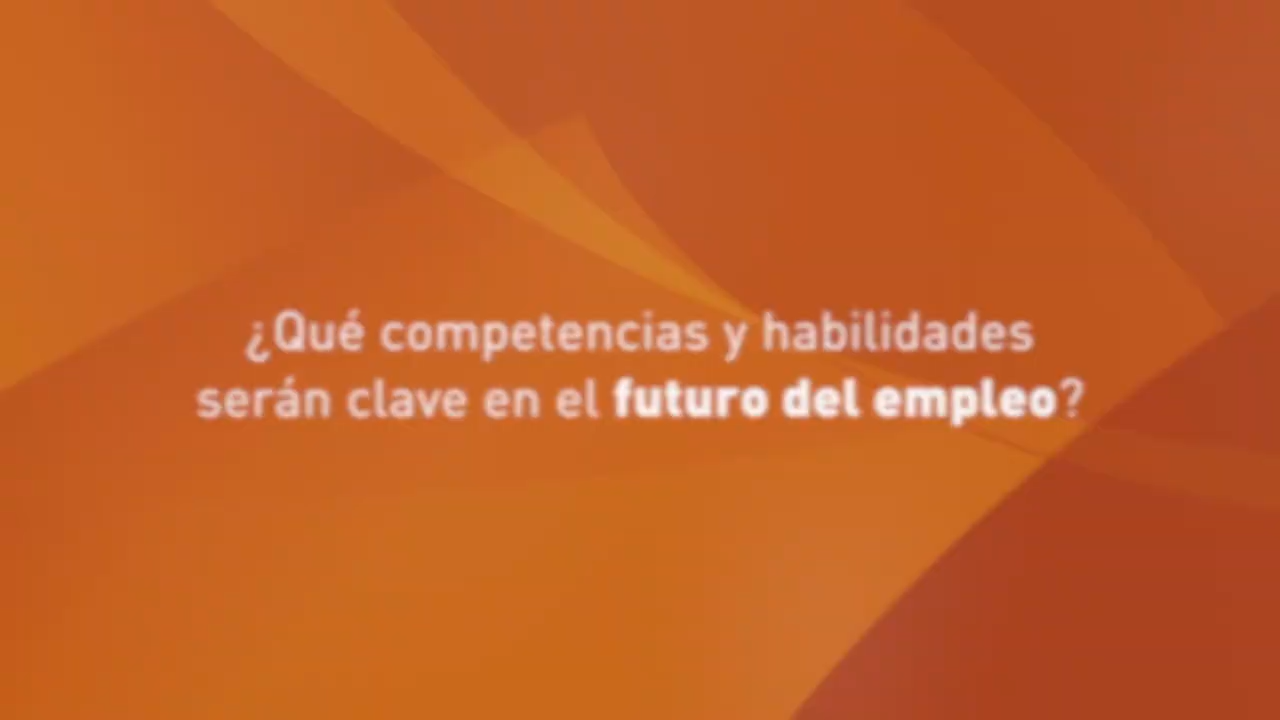 ¿Qué competencias y habilidades
serán clave en el futuro del empleo?